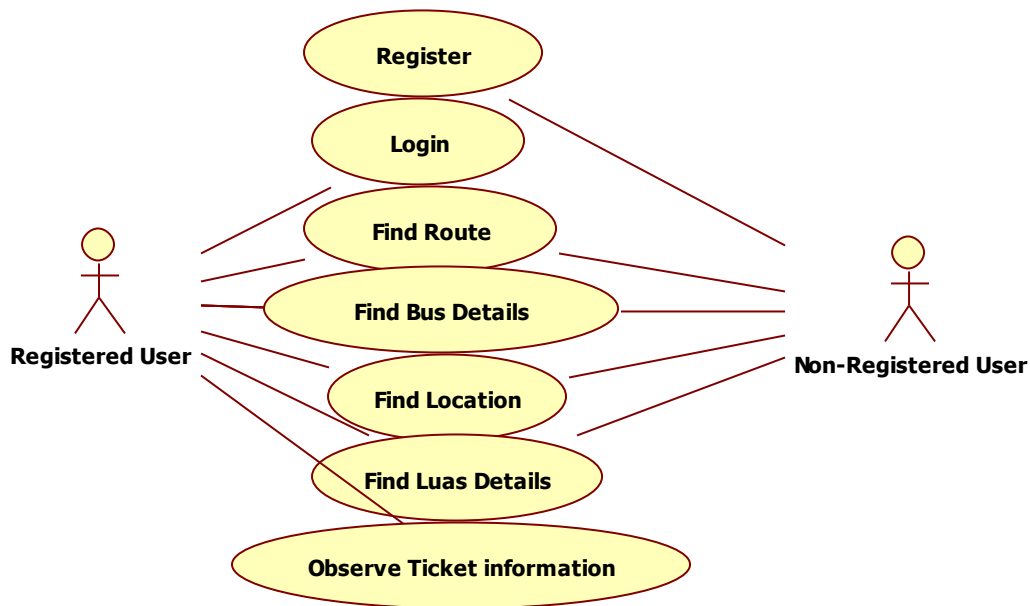 Register
Login
Find Route
Find Bus Details
Registered User
Non-Registered User
Find Location
Find Luas Details
Observe Ticket information